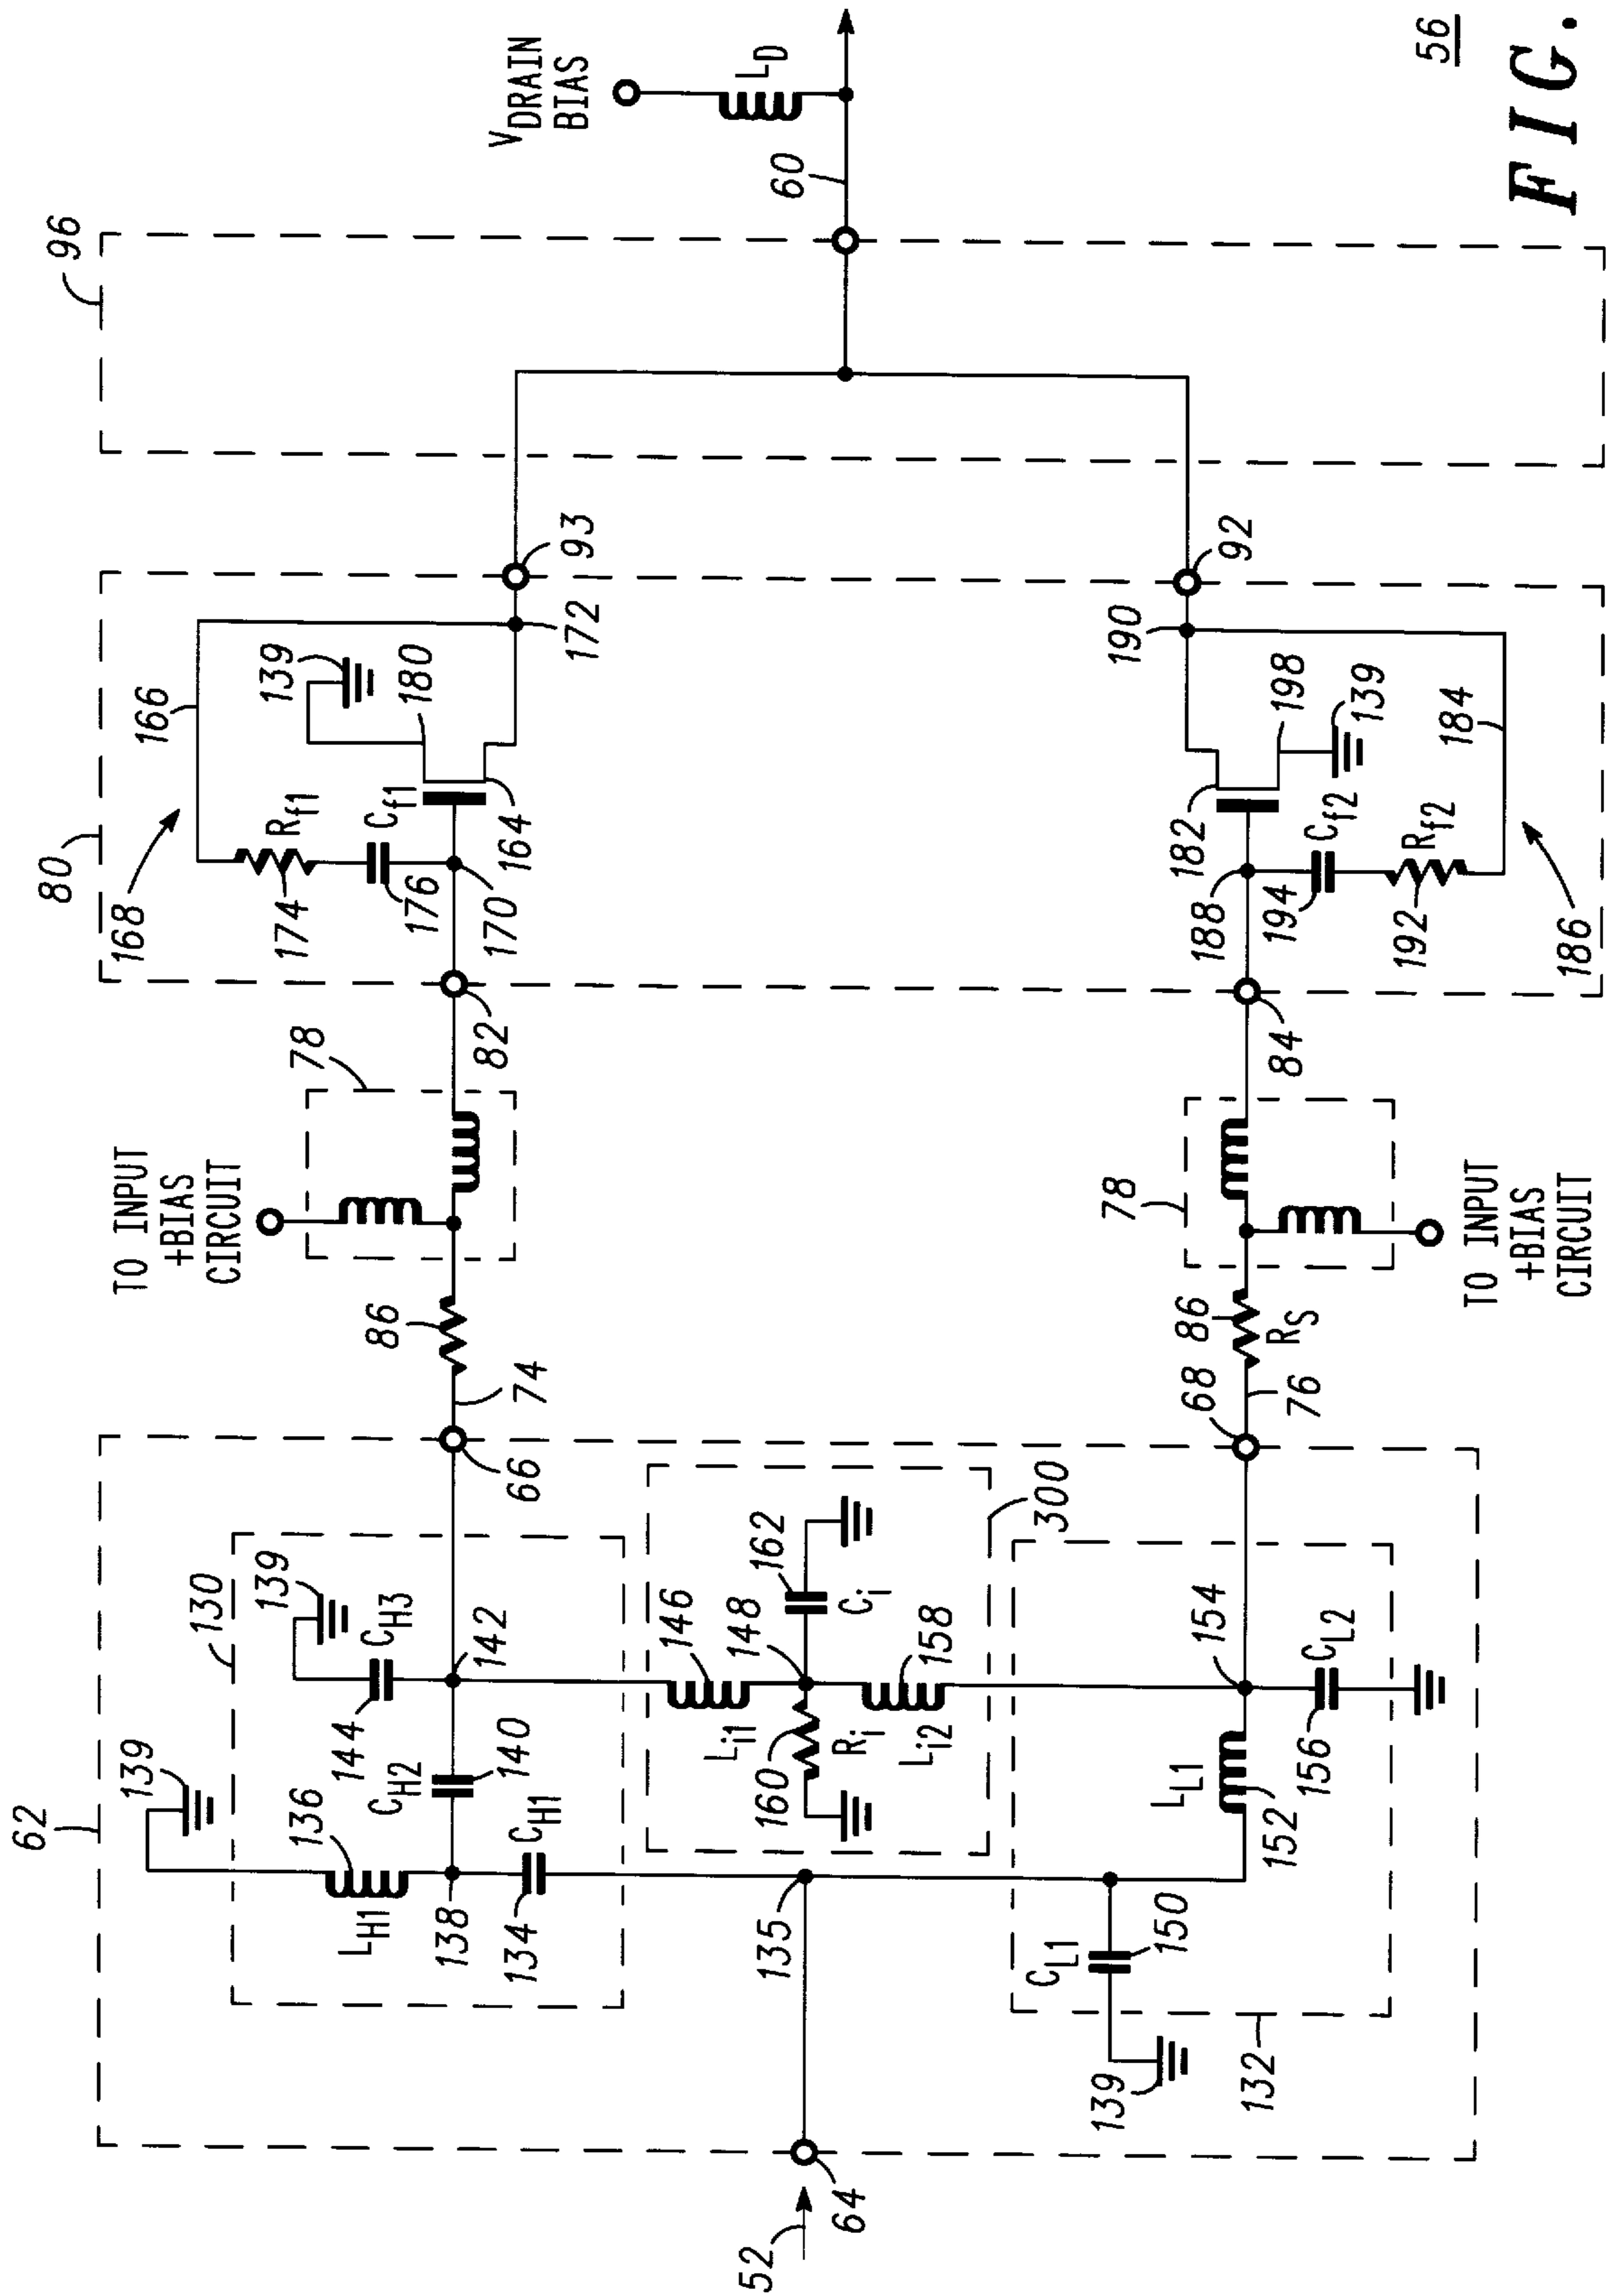 62
130
139
139
144
C_H3
136
L_H1
C_H2
138
140
142
134
C_H1
66
74
86
TO INPUT
+BIAS
CIRCUIT
78
82
80
168
166
R_f1
174
C_f1
176
170
164
139
180
172
93
96
V_DRAIN
BIAS
L_D
60
52
64
135
146
L_i1
148
162
C_i
160
R_i
158
L_i2
300
C_L1
150
139
132
L_L1
152
154
156
C_L2
68
76
86
R_S
78
TO INPUT
+BIAS
CIRCUIT
84
188
182
194
C_f2
192
R_f2
186
198
139
184
190
92
56
FIG.